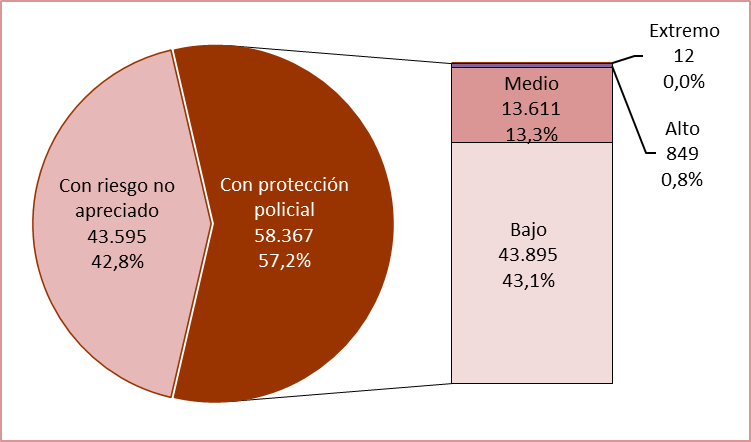 Con riesgo no
apreciado
43.595
42,8%
Con protección
policial
58.367
57,2%
Extremo
12
0,0%
Medio
13.611
13,3%
Alto
849
0,8%
Bajo
43.895
43,1%